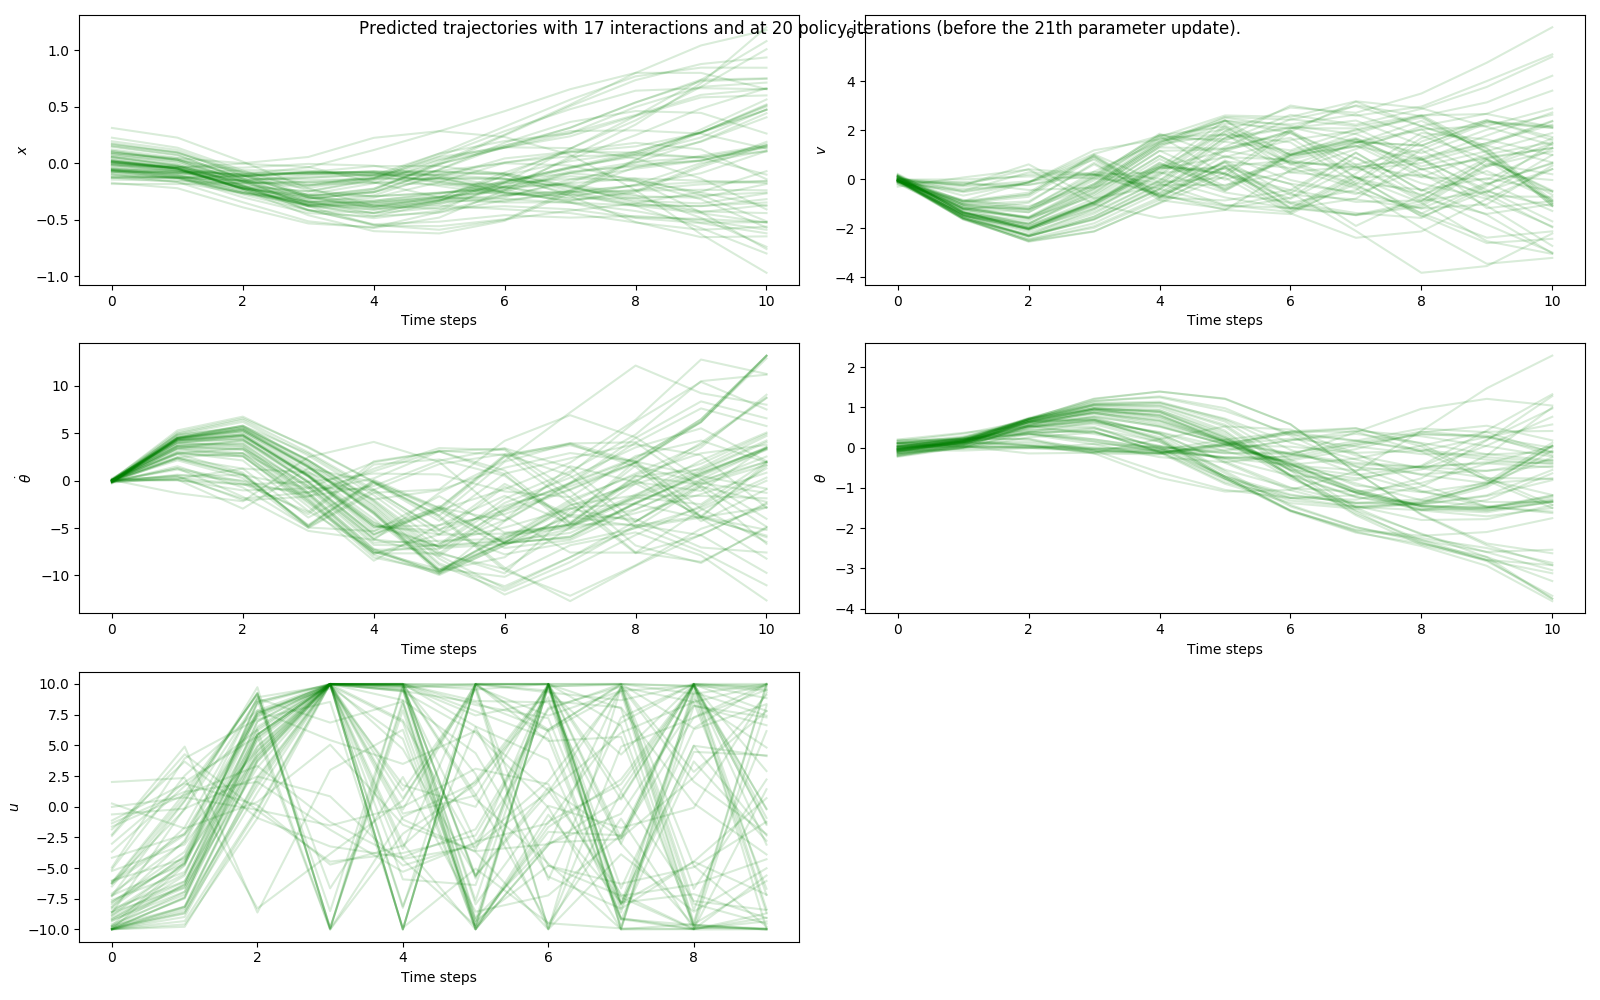 Predicted trajectories with 17 interactions and at 20 policy iterations (before the 21th parameter update).
1.0
0.5
0.0
−0.5
−1.0
x
0 2 4 6 8 10
Time steps
6
4
2
0
−2
−4
v
0 2 4 6 8 10
Time steps
10
5
0
−5
−10
θ̇
0 2 4 6 8 10
Time steps
2
1
0
−1
−2
−3
−4
θ
0 2 4 6 8 10
Time steps
10.0
7.5
5.0
2.5
0.0
−2.5
−5.0
−7.5
−10.0
u
0 2 4 6 8
Time steps